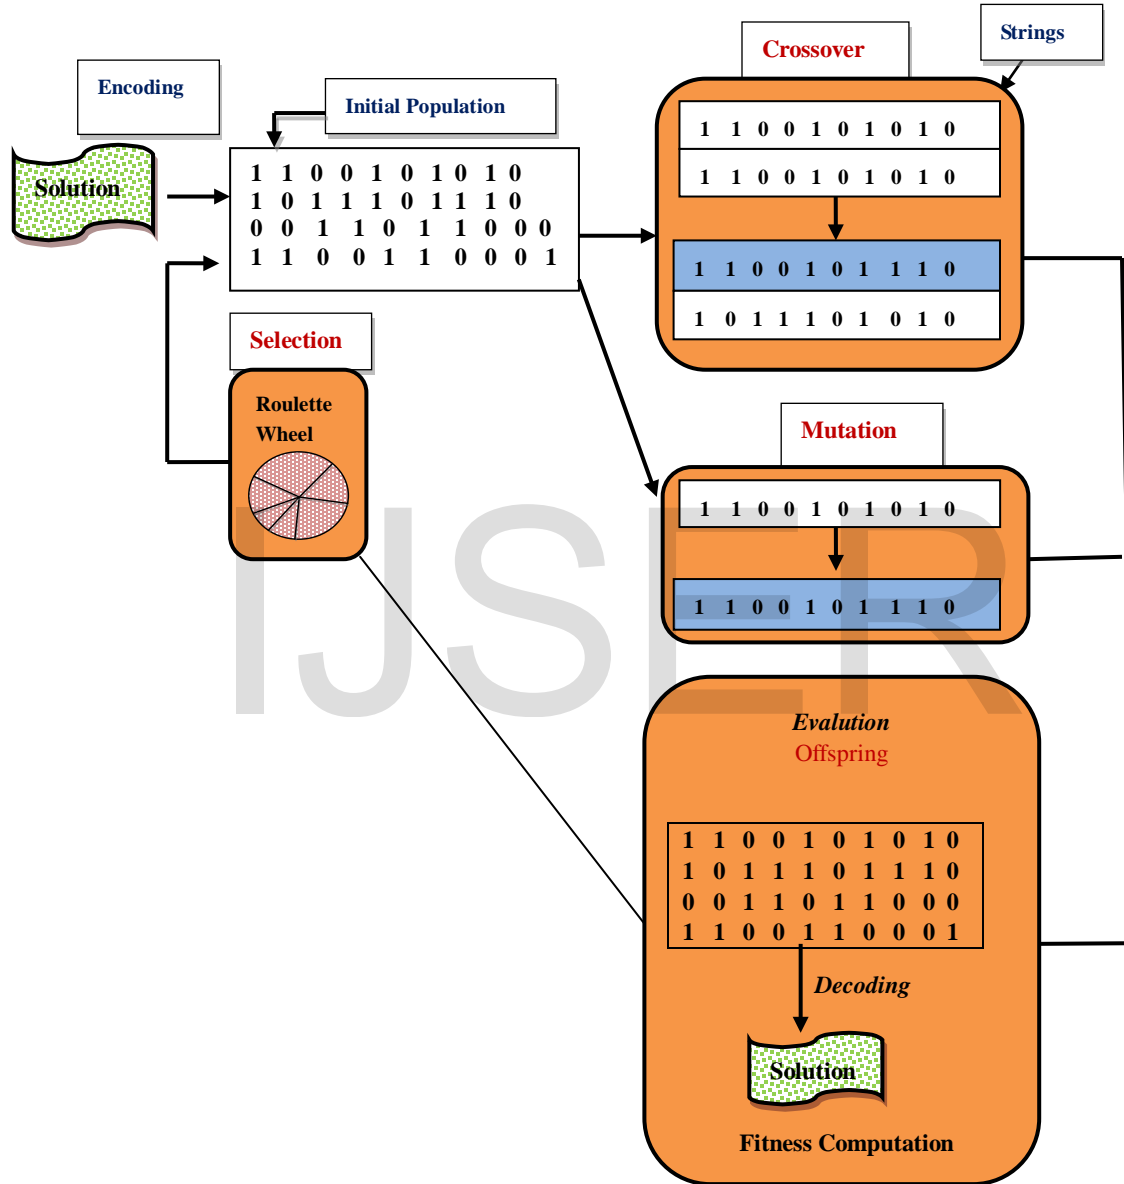 Strings
Crossover
Encoding
Initial Population
1 1 0 0 1 0 1 0 1 0
1 1 0 0 1 0 1 0 1 0
Solution
1 1 0 0 1 0 1 0 1 0
1 0 1 1 1 0 1 1 1 0
0 0 1 1 0 1 1 0 0 0
1 1 0 0 1 1 0 0 0 1
1 1 0 0 1 0 1 1 1 0
1 0 1 1 1 0 1 0 1 0
Selection
Roulette
Wheel
Mutation
1 1 0 0 1 0 1 0 1 0
1 1 0 0 1 0 1 1 1 0
IJSER
Evalution
Offspring
1 1 0 0 1 0 1 0 1 0
1 0 1 1 1 0 1 1 1 0
0 0 1 1 0 1 1 0 0 0
1 1 0 0 1 1 0 0 0 1
Decoding
Solution
Fitness Computation